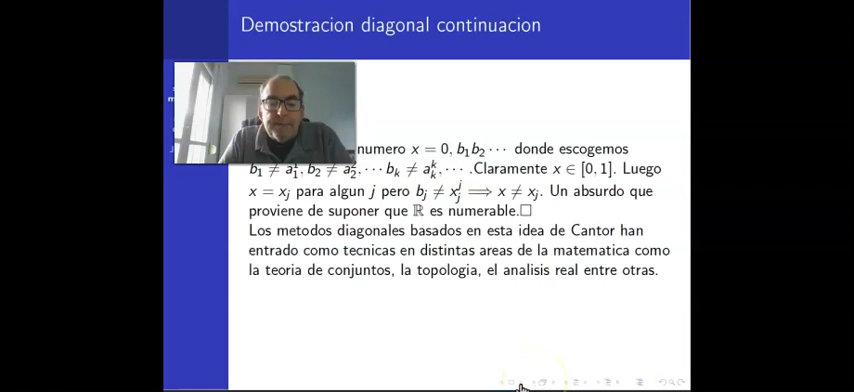 Demostracion diagonal continuacion
numero x = 0, b₁b₂ ··· donde escogemos
b₁ ≠ a₁¹, b₂ ≠ a₂², ··· bₖ ≠ aₖᵏ, ··· .Claramente x ∈ [0, 1]. Luego
x = xⱼ para algun j pero bⱼ ≠ xⱼʲ ⟹ x ≠ xⱼ. Un absurdo que
proviene de suponer que ℝ es numerable.□
Los metodos diagonales basados en esta idea de Cantor han
entrado como tecnicas en distintas areas de la matematica como
la teoria de conjuntos, la topologia, el analisis real entre otras.